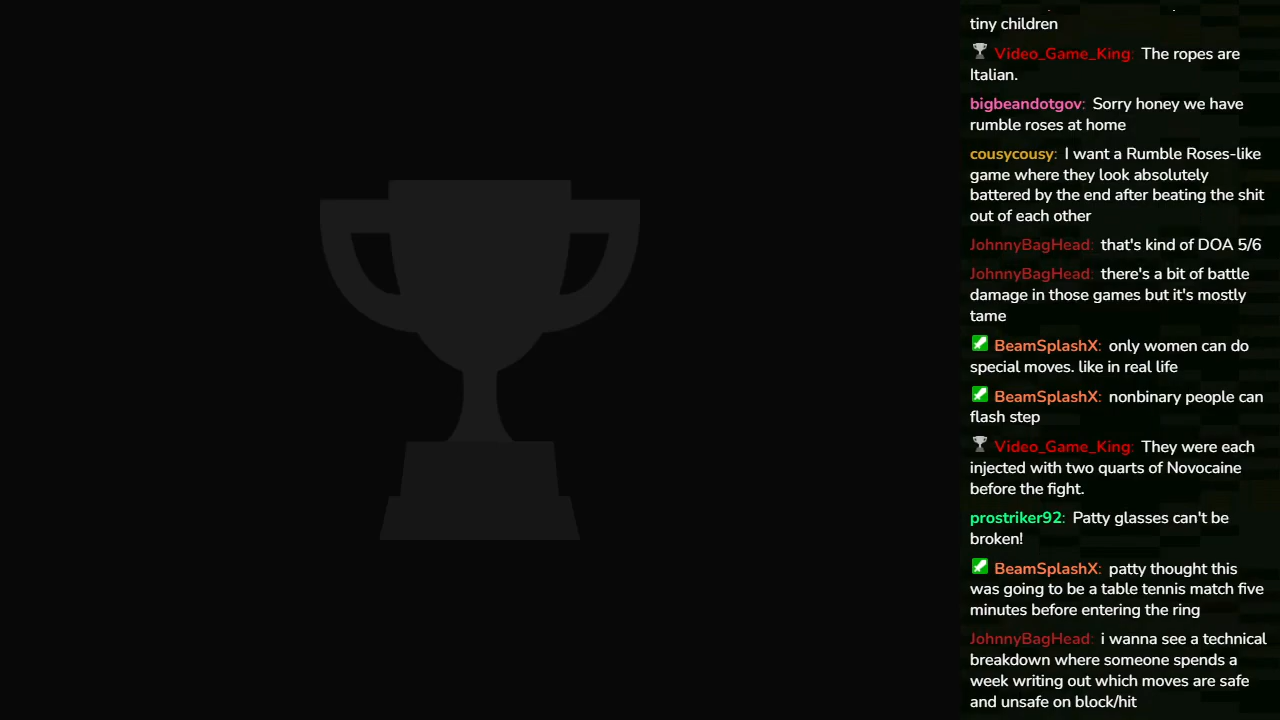 tiny children
Video_Game_King: The ropes are
Italian.
bigbeandotgov: Sorry honey we have
rumble roses at home
cousycousy: I want a Rumble Roses-like
game where they look absolutely
battered by the end after beating the shit
out of each other
JohnnyBagHead: that's kind of DOA 5/6
JohnnyBagHead: there's a bit of battle
damage in those games but it's mostly
tame
BeamSplashX: only women can do
special moves. like in real life
BeamSplashX: nonbinary people can
flash step
Video_Game_King: They were each
injected with two quarts of Novocaine
before the fight.
prostriker92: Patty glasses can't be
broken!
BeamSplashX: patty thought this
was going to be a table tennis match five
minutes before entering the ring
JohnnyBagHead: i wanna see a technical
breakdown where someone spends a
week writing out which moves are safe
and unsafe on block/hit